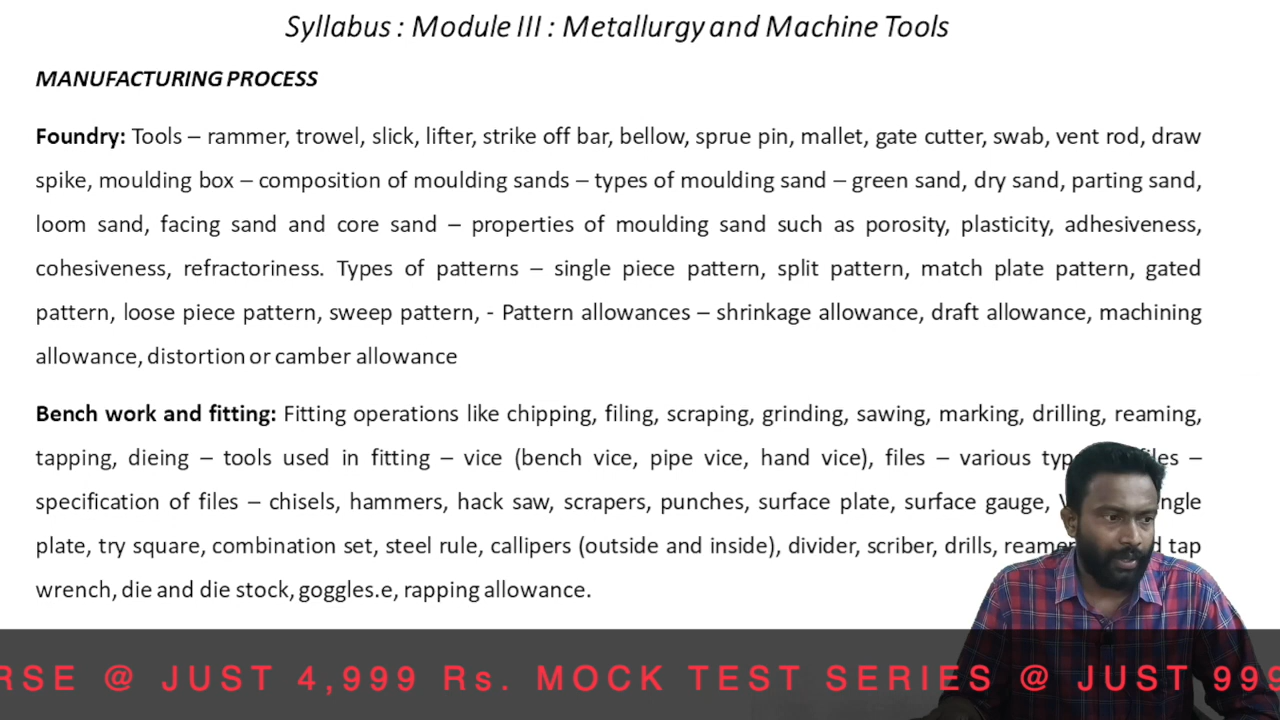 Syllabus : Module III : Metallurgy and Machine Tools
MANUFACTURING PROCESS
Foundry: Tools – rammer, trowel, slick, lifter, strike off bar, bellow, sprue pin, mallet, gate cutter, swab, vent rod, draw
spike, moulding box – composition of moulding sands – types of moulding sand – green sand, dry sand, parting sand,
loom sand, facing sand and core sand – properties of moulding sand such as porosity, plasticity, adhesiveness,
cohesiveness, refractoriness. Types of patterns – single piece pattern, split pattern, match plate pattern, gated
pattern, loose piece pattern, sweep pattern, - Pattern allowances – shrinkage allowance, draft allowance, machining
allowance, distortion or camber allowance
Bench work and fitting: Fitting operations like chipping, filing, scraping, grinding, sawing, marking, drilling, reaming,
tapping, dieing – tools used in fitting – vice (bench vice, pipe vice, hand vice), files – various –
specification of files – chisels, hammers, hack saw, scrapers, punches, surface plate, surface gauge,
plate, try square, combination set, steel rule, callipers (outside and inside), divider, scriber, drills, tap
wrench, die and die stock, goggles.e, rapping allowance.
@ JUST 4,999 Rs. MOCK TEST SERIES @ JUST